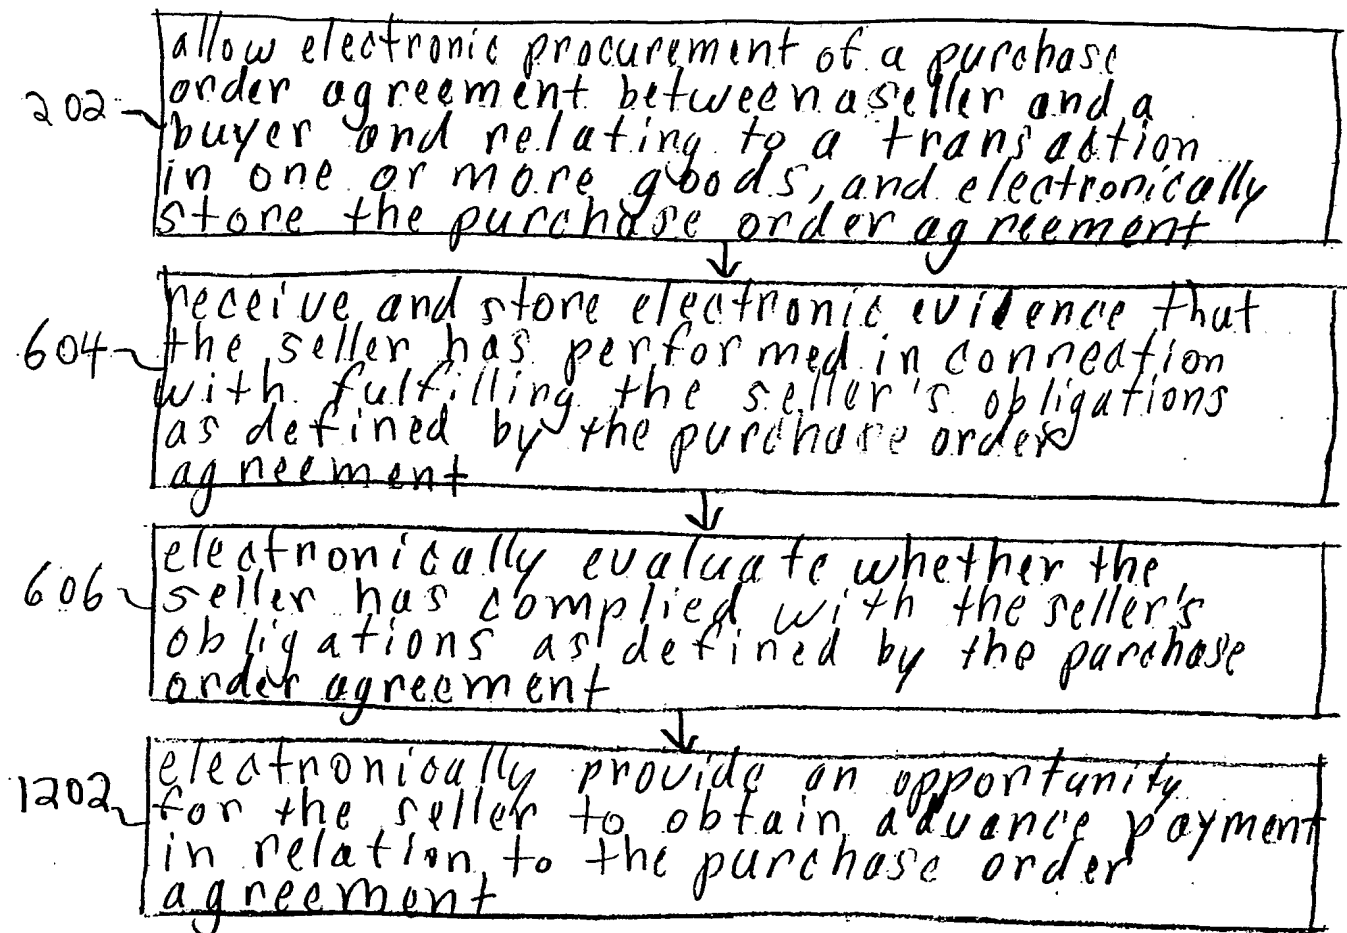 allow electronic procurement of a purchase
order agreement between a seller and a
202
buyer and relating to a transaction
in one or more goods, and electronically
store the purchase order agreement
receive and store electronic evidence that
604
the seller has performed in connection
with fulfilling the seller's obligations
as defined by the purchase order
agreement
electronically evaluate whether the
606
seller has complied with the seller's
obligations as defined by the purchase
order agreement
electronically provide an opportunity
1202
for the seller to obtain advance payment
in relation to the purchase order
agreement